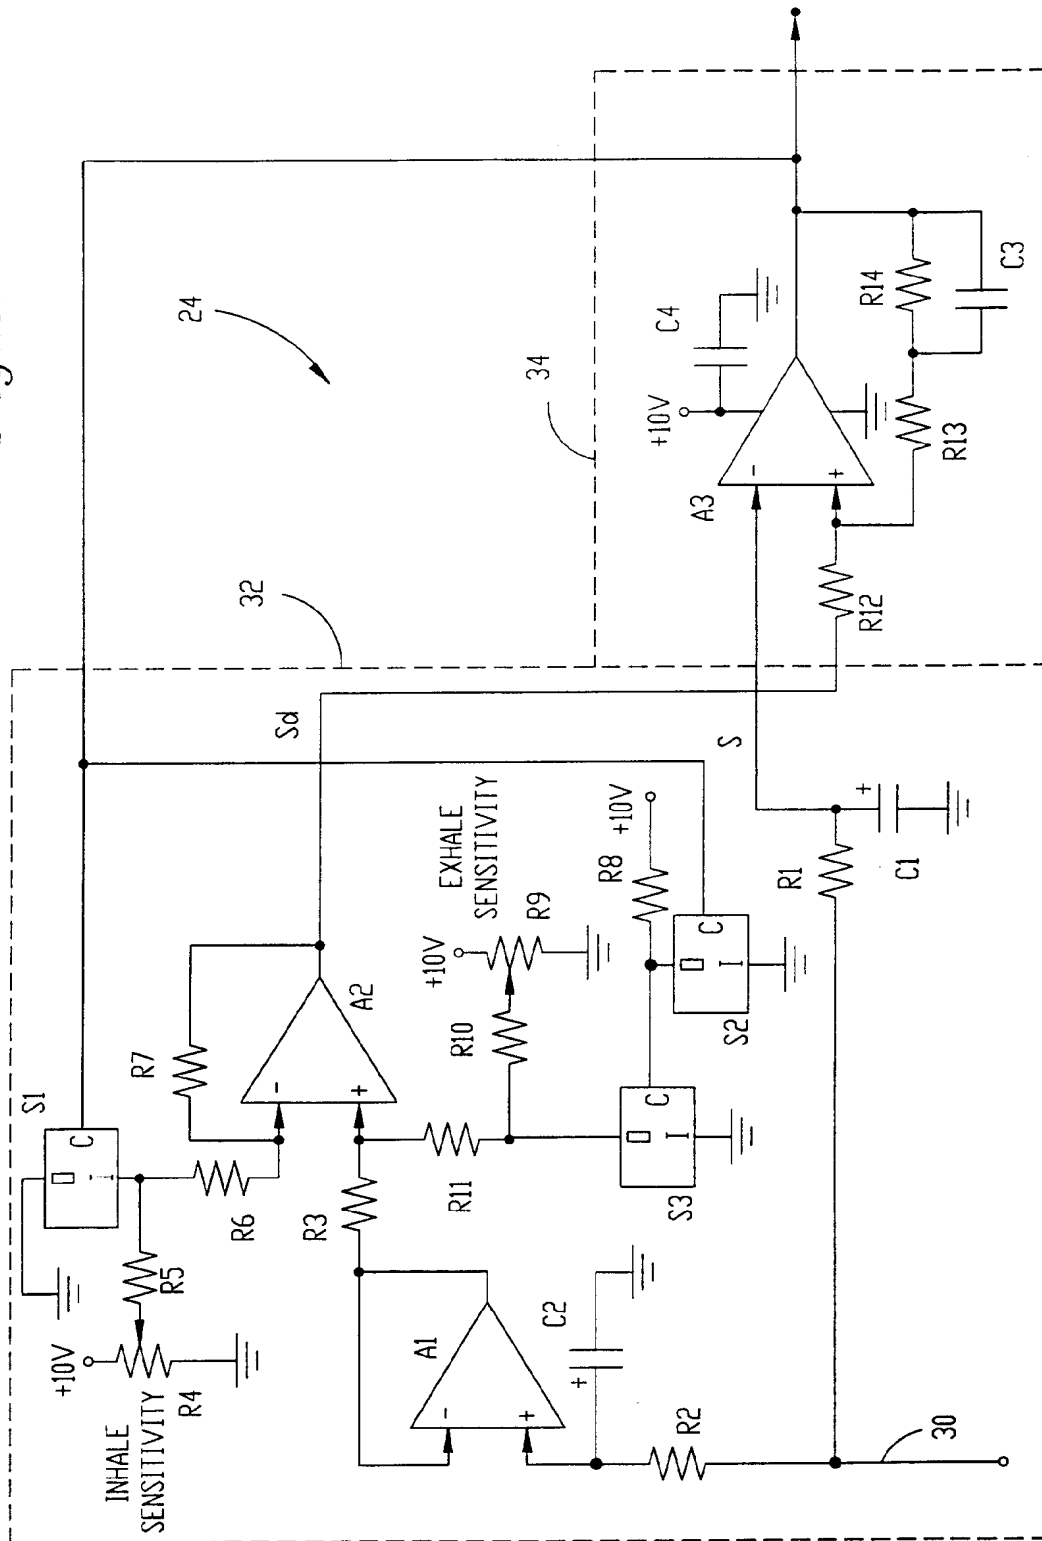 24
32
34
S1
C
O
I
+10V
R4
INHALE
SENSITIVITY
R5
R6
R7
A2
-
+
Sd
R3
R11
R10
+10V
R9
EXHALE
SENSITIVITY
R8
+10V
S3
C
O
I
S2
C
O
I
A1
-
+
C2
+
R2
30
R1
C1
+
S
R12
A3
-
+
+10V
C4
R13
R14
C3